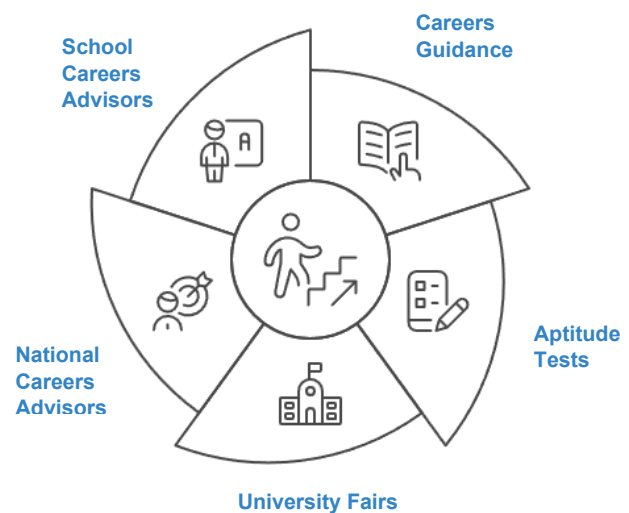 Careers
Guidance
School
Careers
Advisors
A
Aptitude
Tests
National
Careers
Advisors
University Fairs